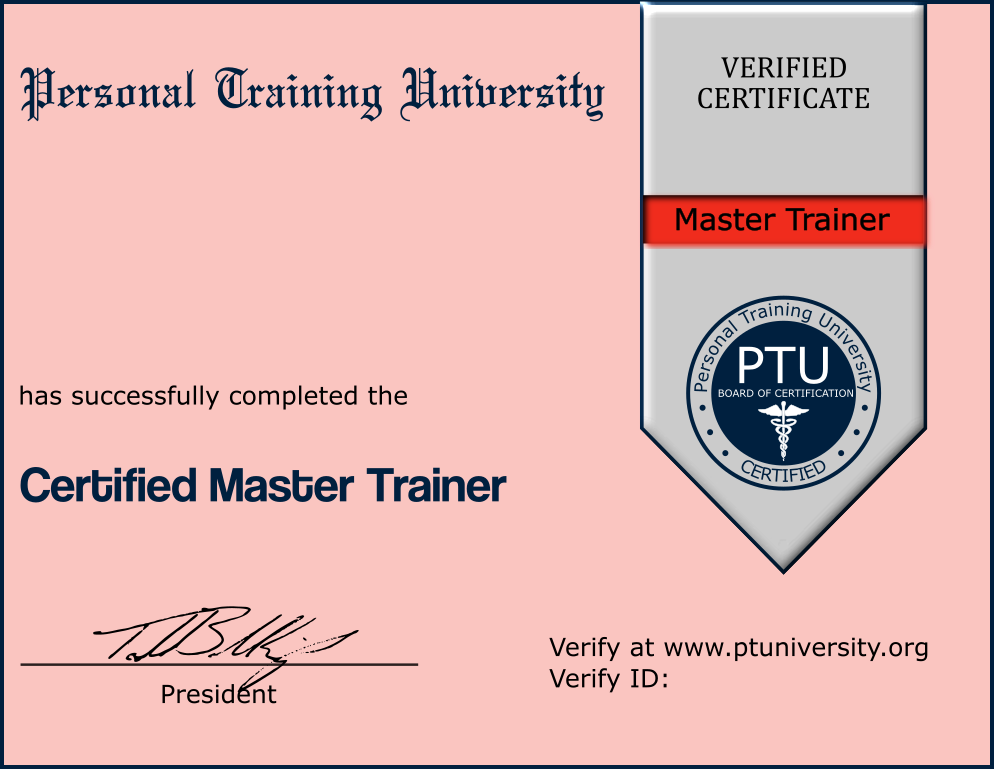 Personal Training University
VERIFIED
CERTIFICATE
Master Trainer
Personal Training University
PTU
BOARD OF CERTIFICATION
CERTIFIED
has successfully completed the
Certified Master Trainer
President
Verify at www.ptuniversity.org
Verify ID: